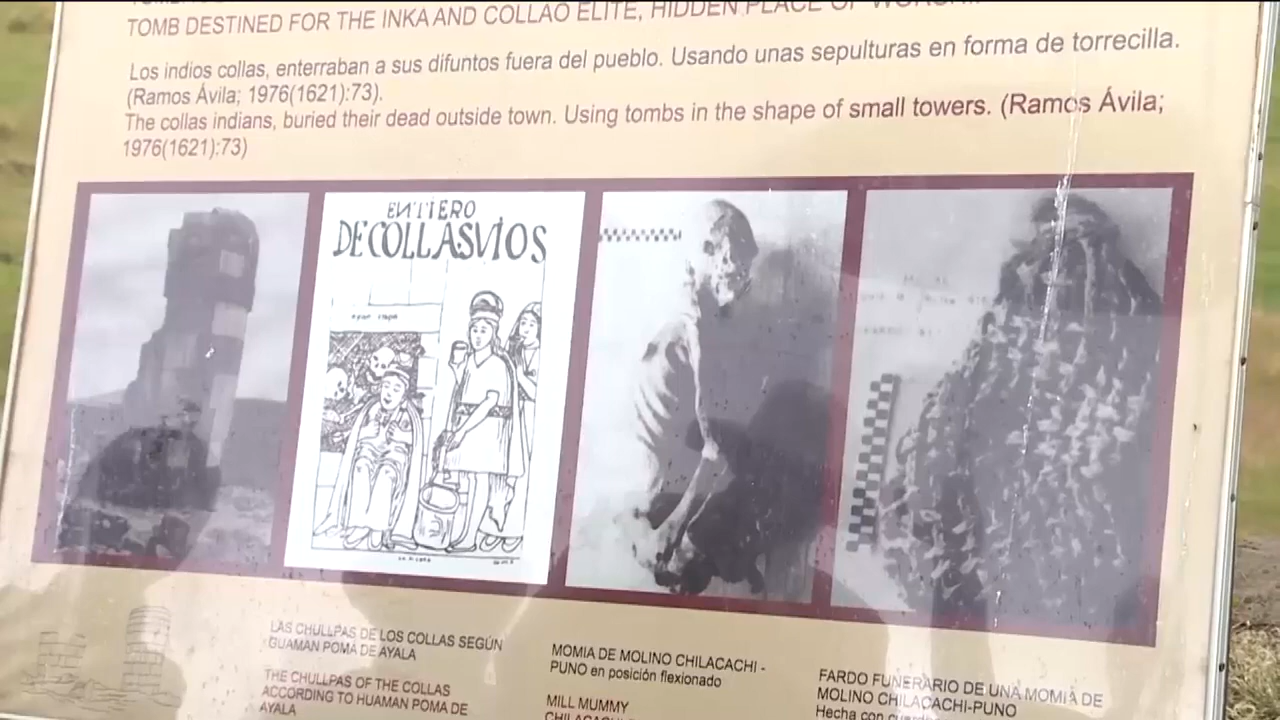 TOMB DESTINED FOR THE INKA AND COLLAO ELITE, HIDDEN PLACE OF
Los indios collas, enterraban a sus difuntos fuera del pueblo. Usando unas sepulturas en forma de torrecilla.
(Ramos Ávila; 1976(1621):73).
The collas indians, buried their dead outside town. Using tombs in the shape of small towers. (Ramos Ávila;
1976(1621):73)
ENTIERO
DE COLLASVIOS
LAS CHULLPAS DE LOS COLLAS SEGÚN
GUAMAN POMA DE AYALA
THE CHULLPAS OF THE COLLAS
ACCORDING TO HUAMAN POMA DE
AYALA
MOMIA DE MOLINO CHILACACHI -
PUNO en posición flexionado
MILL MUMMY
FARDO FUNERARIO DE UNA MOMIA DE
MOLINO CHILACACHI-PUNO
Hecha con